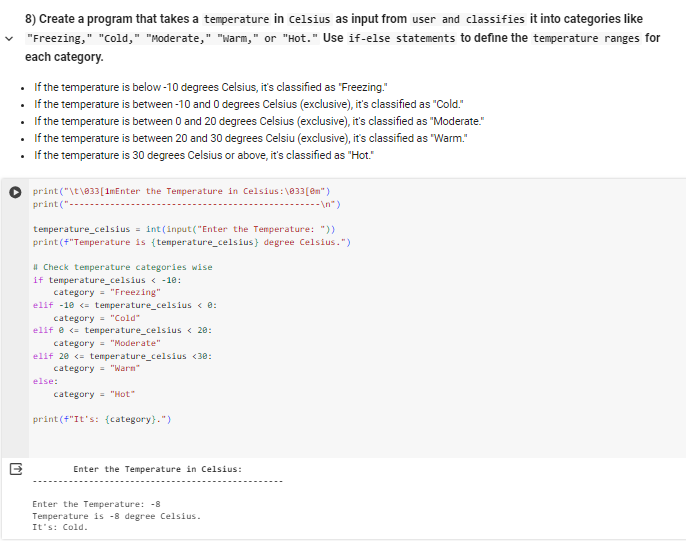 8) Create a program that takes a temperature in Celsius as input from user and classifies it into categories like
"Freezing," "Cold," "Moderate," "Warm," or "Hot." Use if-else statements to define the temperature ranges for
each category.
• If the temperature is below -10 degrees Celsius, it's classified as "Freezing."
• If the temperature is between -10 and 0 degrees Celsius (exclusive), it's classified as "Cold."
• If the temperature is between 0 and 20 degrees Celsius (exclusive), it's classified as "Moderate."
• If the temperature is between 20 and 30 degrees Celsiu (exclusive), it's classified as "Warm."
• If the temperature is 30 degrees Celsius or above, it's classified as "Hot."
print("\t\033[1mEnter the Temperature in Celsius:\033[0m")
print("-------------------------------------------------\n")
temperature_celsius = int(input("Enter the Temperature: "))
print(f"Temperature is {temperature_celsius} degree Celsius.")
# Check temperature categories wise
if temperature_celsius < -10:
    category = "Freezing"
elif -10 <= temperature_celsius < 0:
    category = "Cold"
elif 0 <= temperature_celsius < 20:
    category = "Moderate"
elif 20 <= temperature_celsius <30:
    category = "Warm"
else:
    category = "Hot"
print(f"It's: {category}.")
Enter the Temperature in Celsius:
-------------------------------------------------
Enter the Temperature: -8
Temperature is -8 degree Celsius.
It's: Cold.